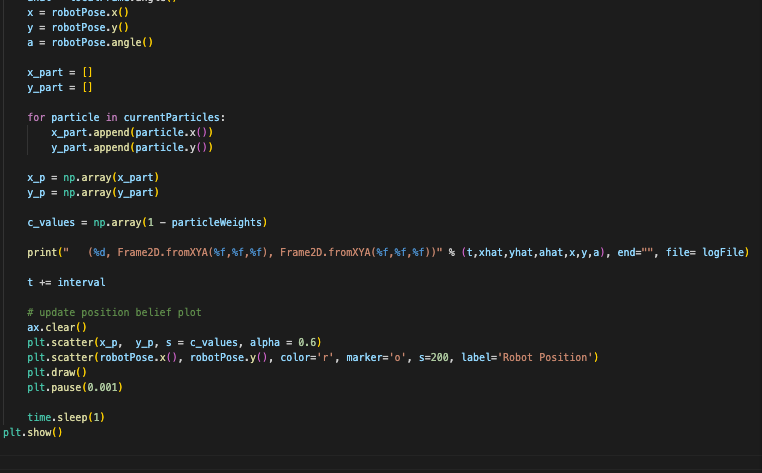 x = robotPose.x()
y = robotPose.y()
a = robotPose.angle()
x_part = []
y_part = []
for particle in currentParticles:
x_part.append(particle.x())
y_part.append(particle.y())
x_p = np.array(x_part)
y_p = np.array(y_part)
c_values = np.array(1 - particleWeights)
print("   (%d, Frame2D.fromXYA(%f,%f,%f), Frame2D.fromXYA(%f,%f,%f))" % (t,xhat,yhat,ahat,x,y,a), end="", file= logFile)
t += interval
# update position belief plot
ax.clear()
plt.scatter(x_p,  y_p, s = c_values, alpha = 0.6)
plt.scatter(robotPose.x(), robotPose.y(), color='r', marker='o', s=200, label='Robot Position')
plt.draw()
plt.pause(0.001)
time.sleep(1)
plt.show()